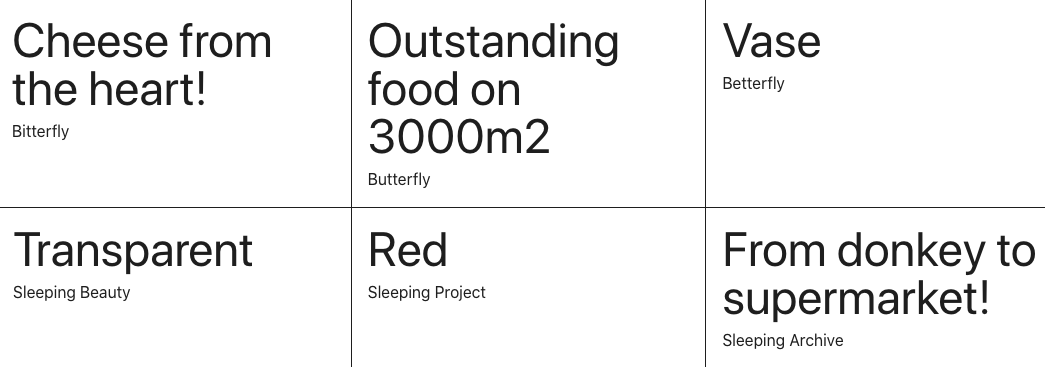 Cheese from
the heart!
Bitterfly
Outstanding
food on
3000m2
Butterfly
Vase
Betterfly
Transparent
Sleeping Beauty
Red
Sleeping Project
From donkey to
supermarket!
Sleeping Archive